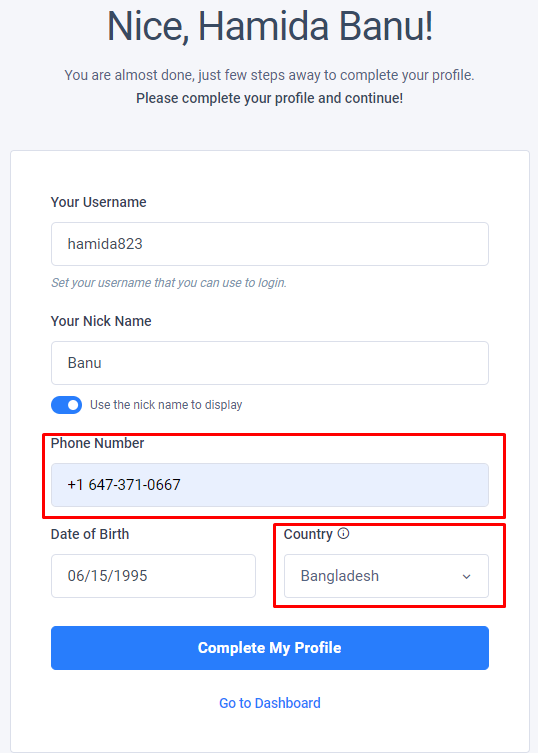 Nice, Hamida Banu!
You are almost done, just few steps away to complete your profile.
Please complete your profile and continue!
Your Username
hamida823
Set your username that you can use to login.
Your Nick Name
Banu
Use the nick name to display
Phone Number
+1 647-371-0667
Date of Birth
Country
06/15/1995
Bangladesh
Complete My Profile
Go to Dashboard